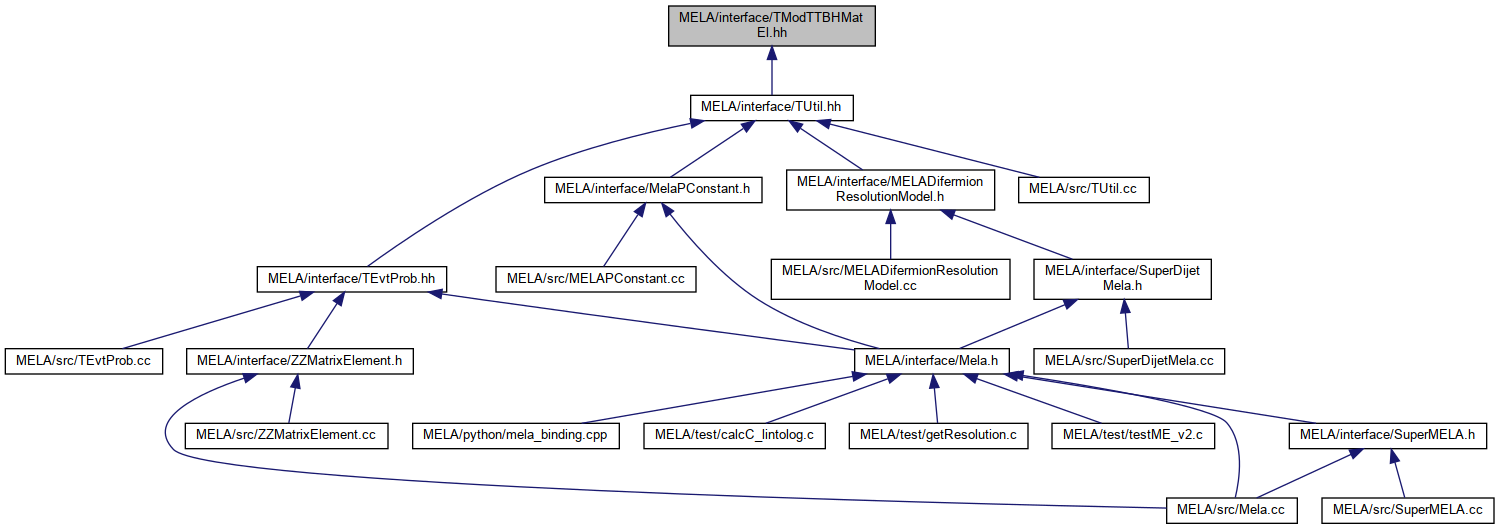 MELA/interface/TModTTBHMat
El.hh
MELA/interface/TUtil.hh
MELA/interface/MelaPConstant.h
MELA/interface/MELADifermion
ResolutionModel.h
MELA/src/TUtil.cc
MELA/interface/TEvtProb.hh
MELA/src/MELAPConstant.cc
MELA/src/MELADifermionResolution
Model.cc
MELA/interface/SuperDijet
Mela.h
MELA/src/TEvtProb.cc
MELA/interface/ZZMatrixElement.h
MELA/interface/Mela.h
MELA/src/SuperDijetMela.cc
MELA/src/ZZMatrixElement.cc
MELA/python/mela_binding.cpp
MELA/test/calcC_lintolog.c
MELA/test/getResolution.c
MELA/test/testME_v2.c
MELA/interface/SuperMELA.h
MELA/src/Mela.cc
MELA/src/SuperMELA.cc